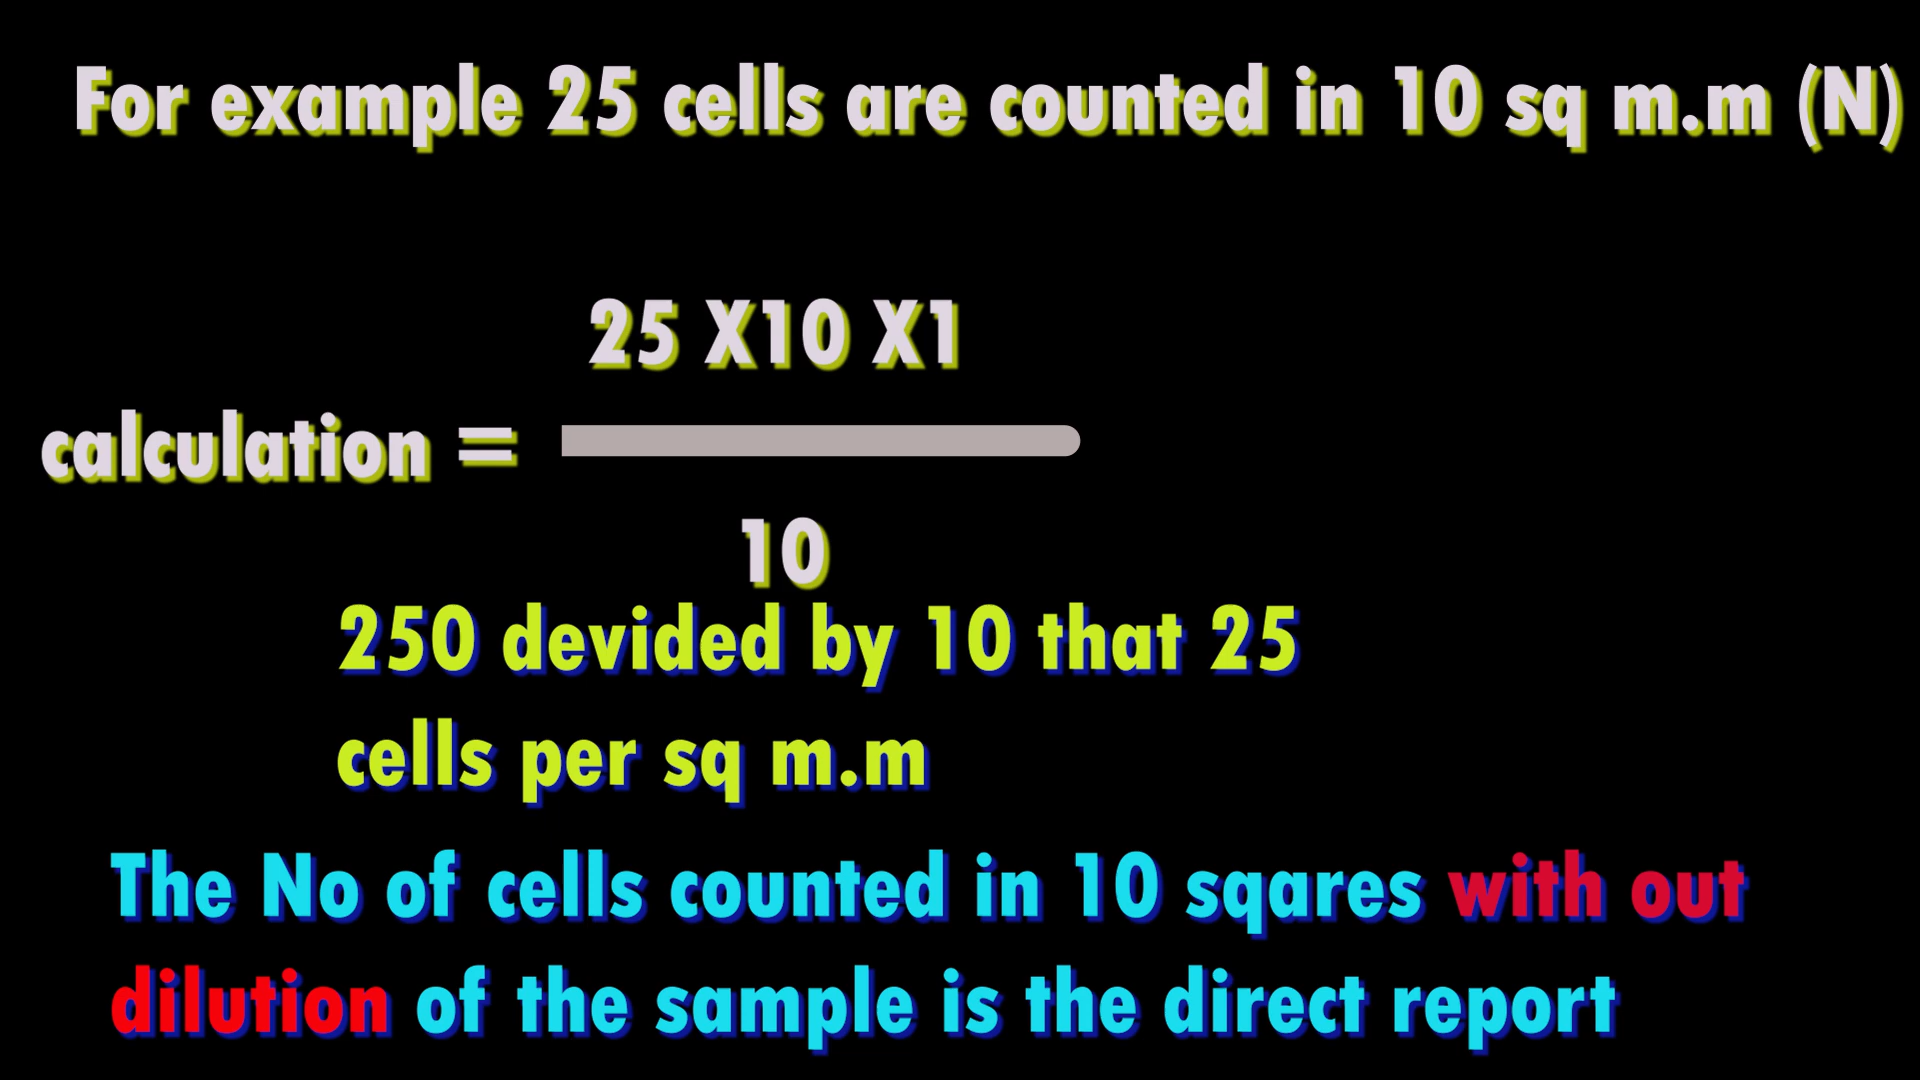 For example 25 cells are counted in 10 sq m.m (N)
25 X10 X1
calculation =
10
250 devided by 10 that 25
cells per sq m.m
The No of cells counted in 10 sqares with out
dilution of the sample is the direct report